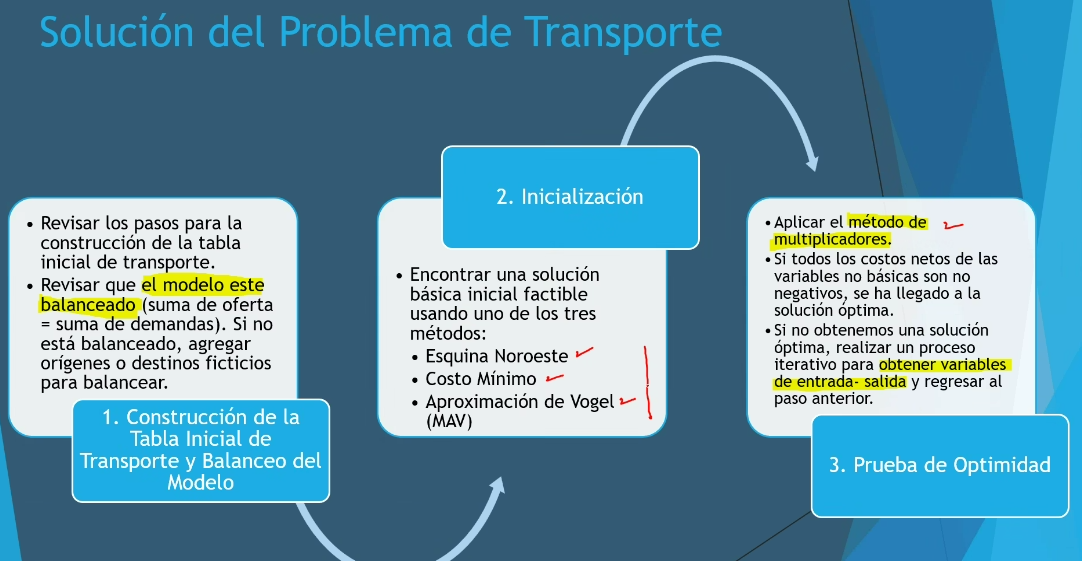 Solución del Problema de Transporte
• Revisar los pasos para la
construcción de la tabla
inicial de transporte.
• Revisar que el modelo este
balanceado (suma de oferta
= suma de demandas). Si no
está balanceado, agregar
orígenes o destinos ficticios
para balancear.
1. Construcción de la
Tabla Inicial de
Transporte y Balanceo del
Modelo
2. Inicialización
• Encontrar una solución
básica inicial factible
usando uno de los tres
métodos:
• Esquina Noroeste
• Costo Mínimo
• Aproximación de Vogel
(MAV)
• Aplicar el método de
multiplicadores.
• Si todos los costos netos de las
variables no básicas son no
negativos, se ha llegado a la
solución óptima.
• Si no obtenemos una solución
óptima, realizar un proceso
iterativo para obtener variables
de entrada- salida y regresar al
paso anterior.
3. Prueba de Optimidad